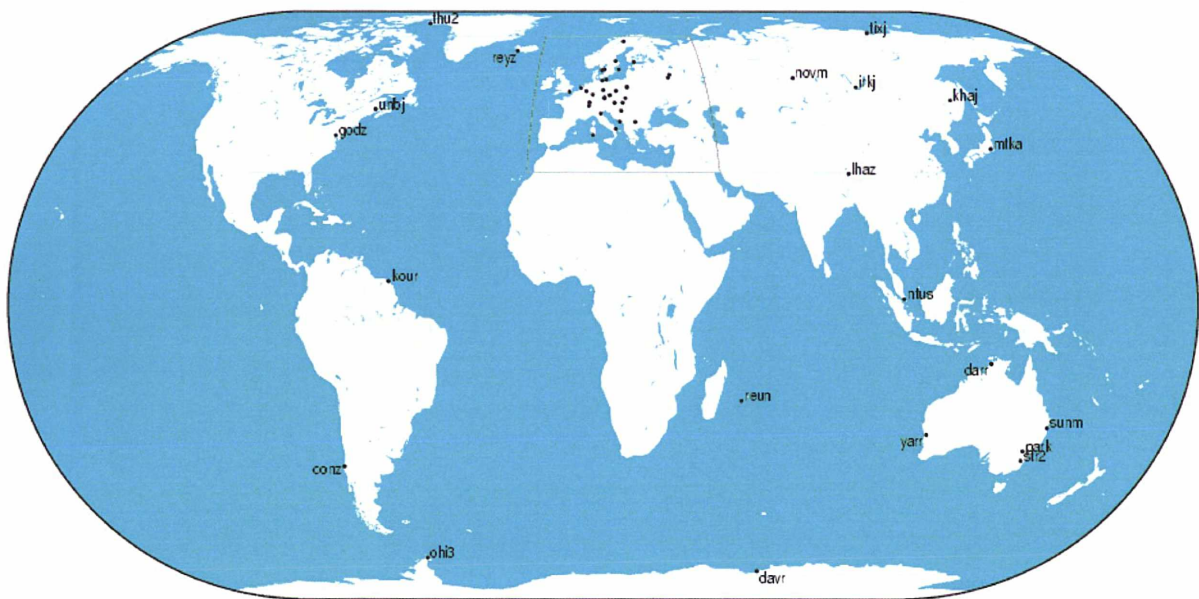 thu2
tixj
reyz
novm
irkj
khaj
unbj
godz
mtka
lhaz
kour
ntus
darr
reun
sunm
yarr
park
str2
conz
ohi3
davr